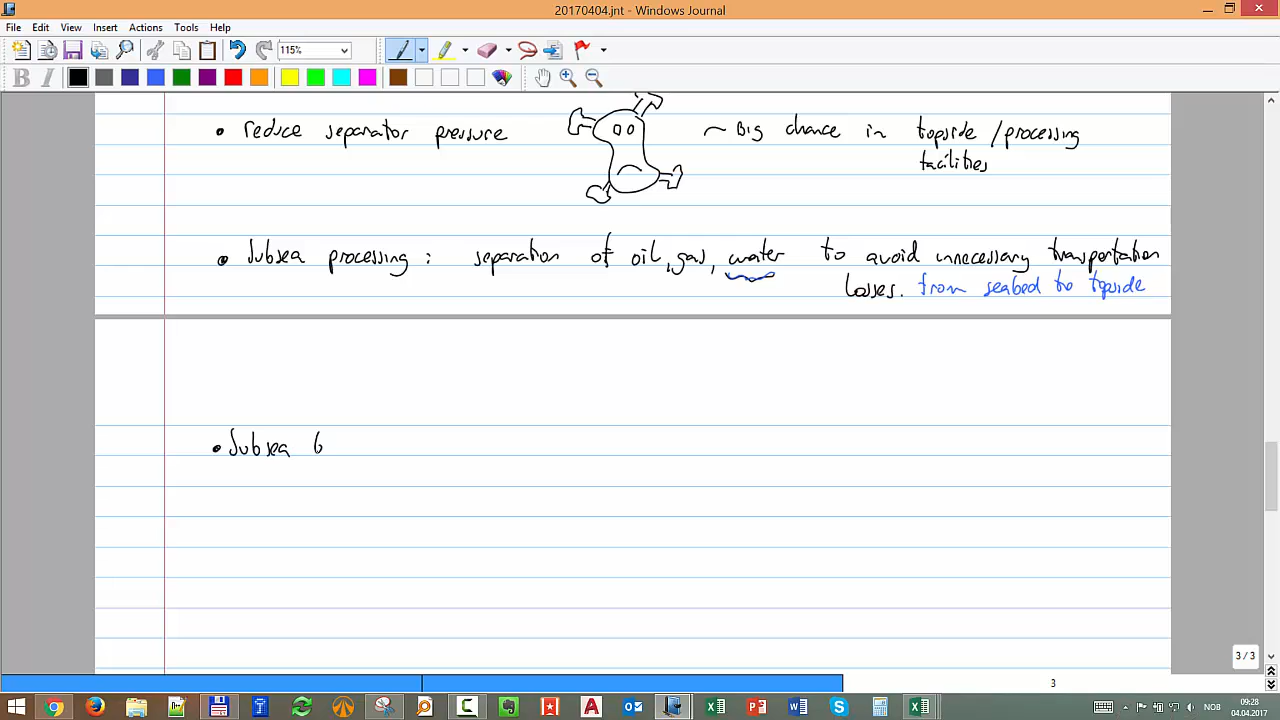 20170404.jnt - Windows Journal
File Edit View Insert Actions Tools Help
115%
B I
• reduce separator pressure ~ Big chance in topside / processing
facilities
• Subsea processing : separation of oil, gas, water to avoid unnecessary transportation
losses. from seabed to topside
• Subsea b
3 / 3
3
NOB
09:28
04.04.2017